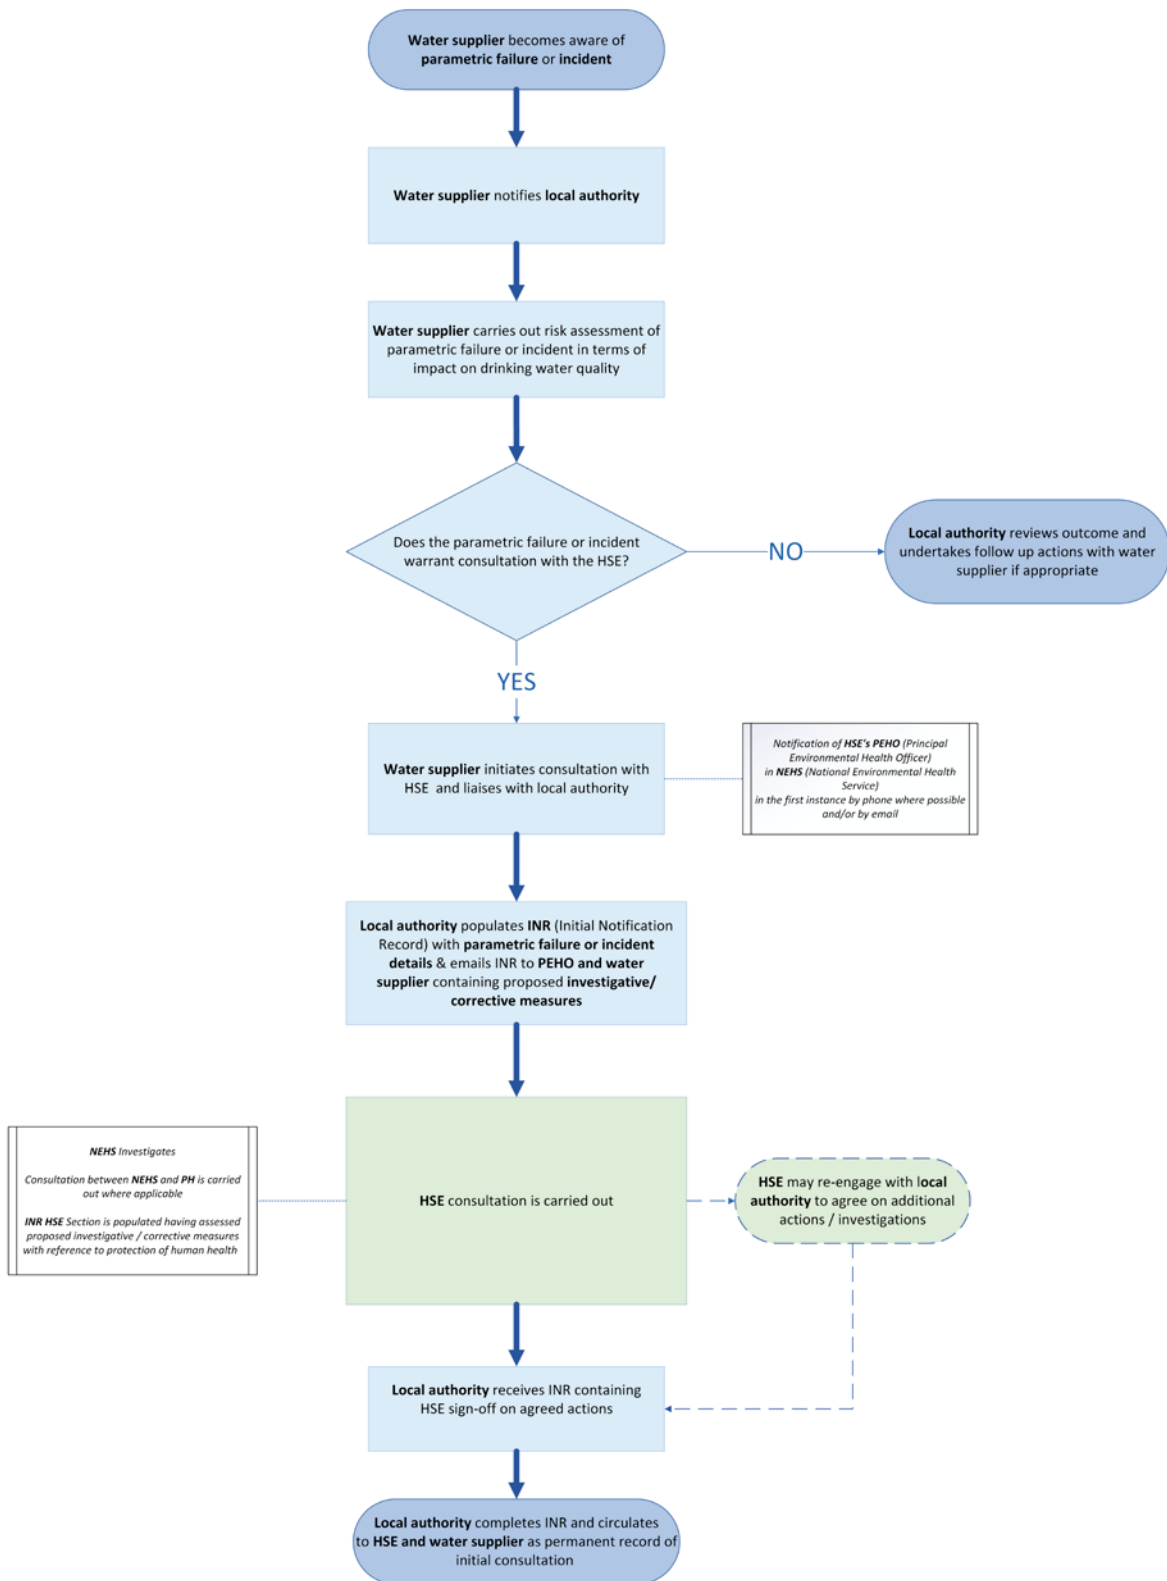 Water supplier becomes aware of
parametric failure or incident
Water supplier notifies local authority
Water supplier carries out risk assessment of
parametric failure or incident in terms of
impact on drinking water quality
Does the parametric failure or incident
warrant consultation with the HSE?
NO
Local authority reviews outcome and
undertakes follow up actions with water
supplier if appropriate
YES
Water supplier initiates consultation with
HSE and liaises with local authority
Notification of HSE's PEHO (Principal
Environmental Health Officer)
in NEHS (National Environmental Health
Service)
in the first instance by phone where possible
and/or by email
Local authority populates INR (Initial Notification
Record) with parametric failure or incident
details & emails INR to PEHO and water
supplier containing proposed investigative/
corrective measures
NEHS Investigates
Consultation between NEHS and PH is carried
out where applicable
INR HSE Section is populated having assessed
proposed investigative / corrective measures
with reference to protection of human health
HSE consultation is carried out
HSE may re-engage with local
authority to agree on additional
actions / investigations
Local authority receives INR containing
HSE sign-off on agreed actions
Local authority completes INR and circulates
to HSE and water supplier as permanent record of
initial consultation